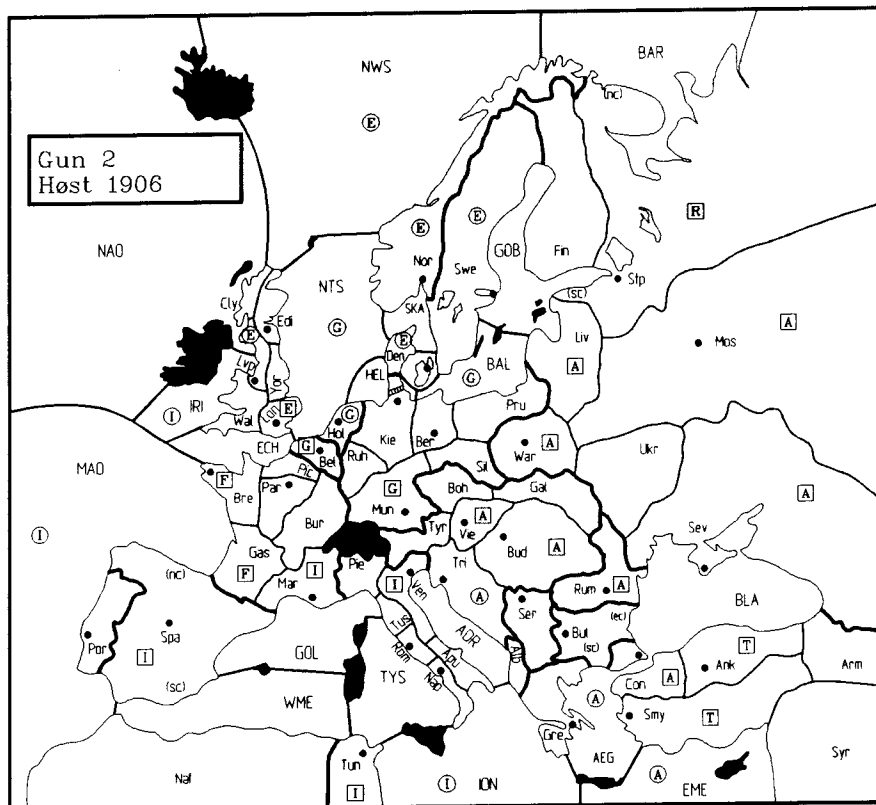 NWS
BAR
(nc)
E
Gun 2
Høst 1906
R
E
E
NAO
GOB
Fin
Nor
Swe
Stp
NTS
(sc)
Cly
SKA
Edi
G
Liv
A
E
E
Mos
Den
BAL
Lvp
HEL
G
A
Yor
IRI
Pru
E
G
I
Lon
Wal
Hol
Kie
Ber
War
A
Ukr
ECH
G
Bel
Ruh
MAO
Pic
Sil
F
Par
G
Boh
Gal
A
Bre
Mun
A
Sev
Bur
Tyr
Vie
I
Bud
A
Gas
Pie
Tri
(nc)
I
I
F
Mar
Ven
Rum
A
A
Ser
BLA
Tus
ADR
(ec)
Spa
Bul
Por
Rom
(sc)
T
GOL
Apu
Alb
I
TYS
Nap
Con
A
Ank
Arm
(sc)
A
WME
Smy
T
Gre
Tun
AEG
Syr
Naf
I
ION
A
EME
I